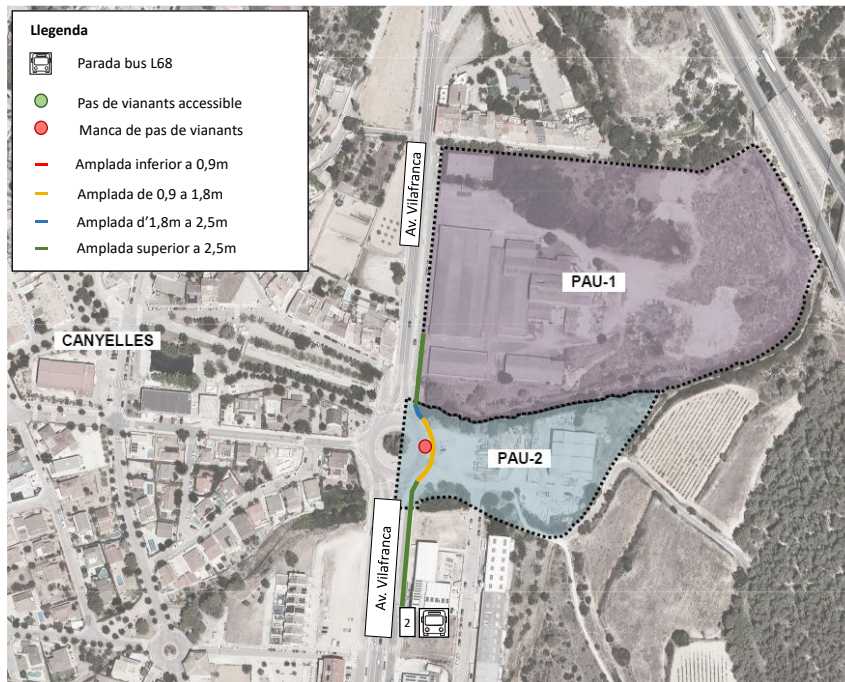 Llegenda
Parada bus L68
Pas de vianants accessible
Manca de pas de vianants
Amplada inferior a 0,9m
Amplada de 0,9 a 1,8m
Amplada d'1,8m a 2,5m
Amplada superior a 2,5m
Av. Vilafranca
PAU-1
CANYELLES
PAU-2
Av. Vilafranca
2